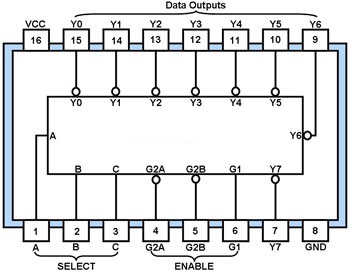 Data Outputs
VCC Y0 Y1 Y2 Y3 Y4 Y5 Y6
16 15 14 13 12 11 10 9
Y0 Y1 Y2 Y3 Y4 Y5
A Y6
B C G2A G2B G1 Y7
1 2 3 4 5 6 7 8
A B C G2A G2B G1 Y7 GND
SELECT ENABLE